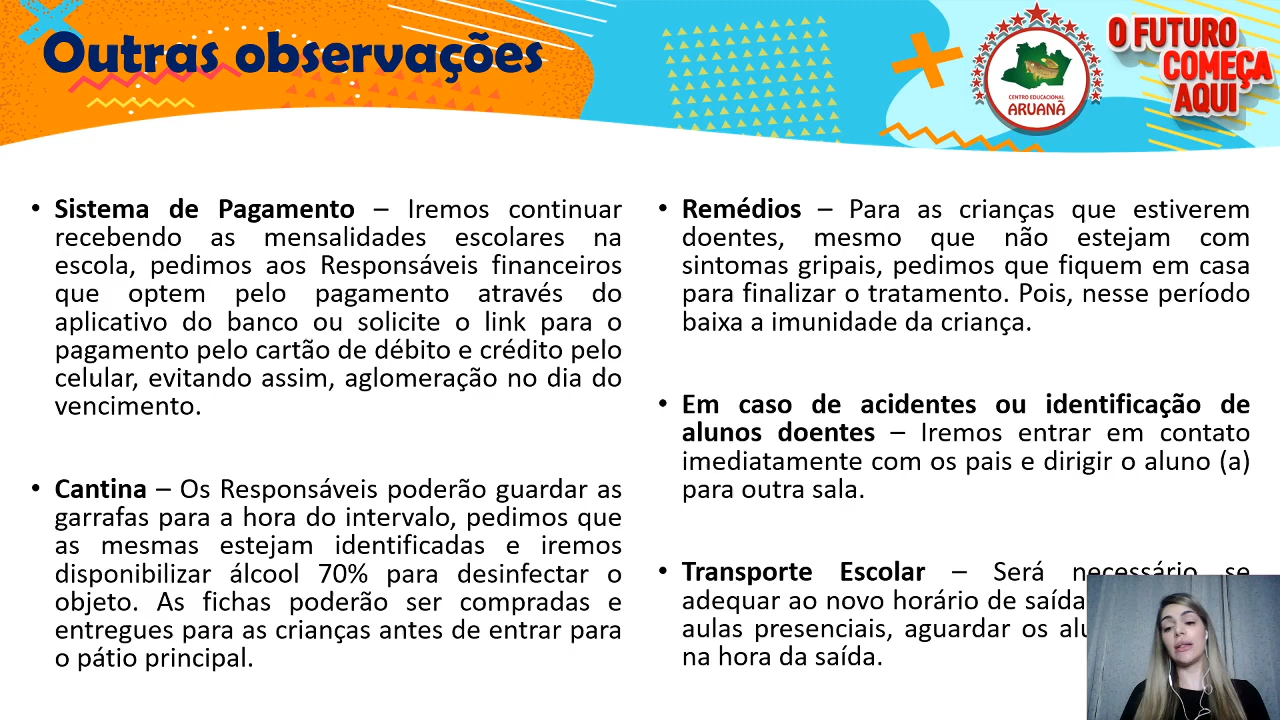 Outras observações
CENTRO EDUCACIONAL
ARUANÃ
O FUTURO
COMEÇA
AQUI
• Sistema de Pagamento – Iremos continuar
recebendo as mensalidades escolares na
escola, pedimos aos Responsáveis financeiros
que optem pelo pagamento através do
aplicativo do banco ou solicite o link para o
pagamento pelo cartão de débito e crédito pelo
celular, evitando assim, aglomeração no dia do
vencimento.
• Cantina – Os Responsáveis poderão guardar as
garrafas para a hora do intervalo, pedimos que
as mesmas estejam identificadas e iremos
disponibilizar álcool 70% para desinfectar o
objeto. As fichas poderão ser compradas e
entregues para as crianças antes de entrar para
o pátio principal.
• Remédios – Para as crianças que estiverem
doentes, mesmo que não estejam com
sintomas gripais, pedimos que fiquem em casa
para finalizar o tratamento. Pois, nesse período
baixa a imunidade da criança.
• Em caso de acidentes ou identificação de
alunos doentes – Iremos entrar em contato
imediatamente com os pais e dirigir o aluno (a)
para outra sala.
• Transporte Escolar – Será necessário se
adequar ao novo horário de saída
aulas presenciais, aguardar os
na hora da saída.